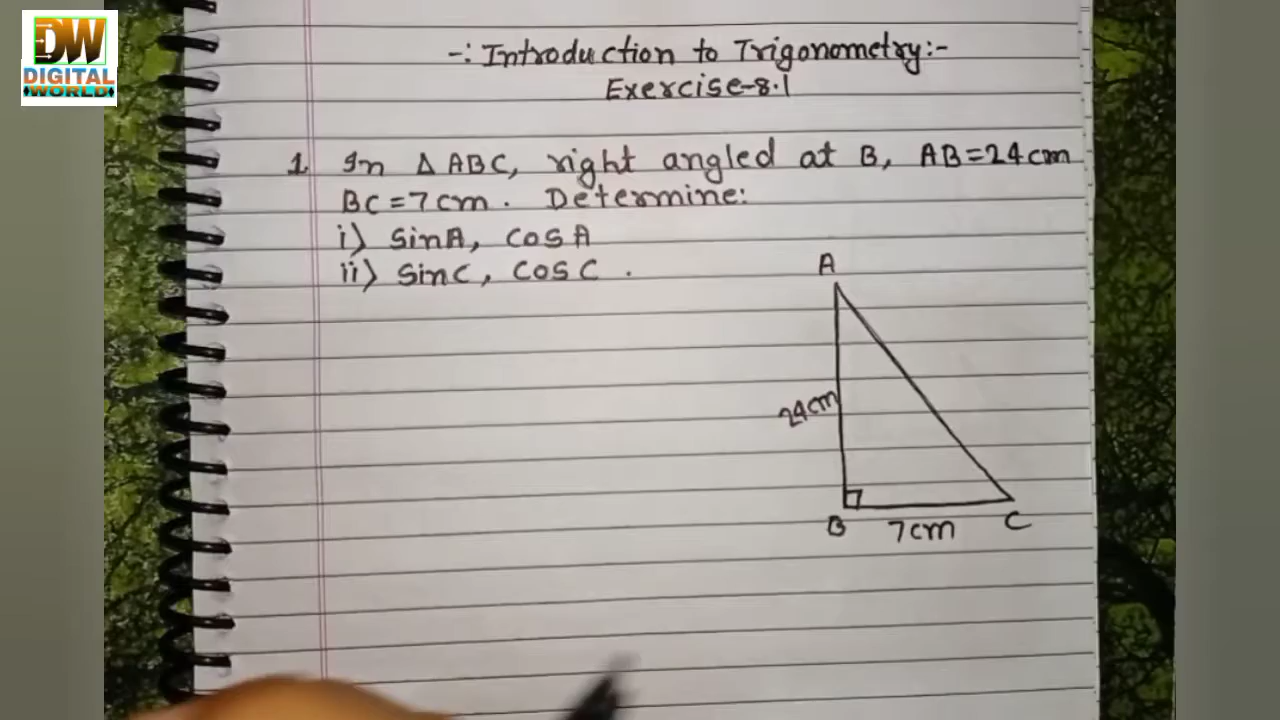 DW
DIGITAL
WORLD
-: Introduction to Trigonometry:-
Exercise-8.1
1. In Δ ABC, right angled at B, AB=24cm
BC=7cm. Determine:
i) sinA, cosA
ii) sinC, cosC.
A
24cm
B 7cm C